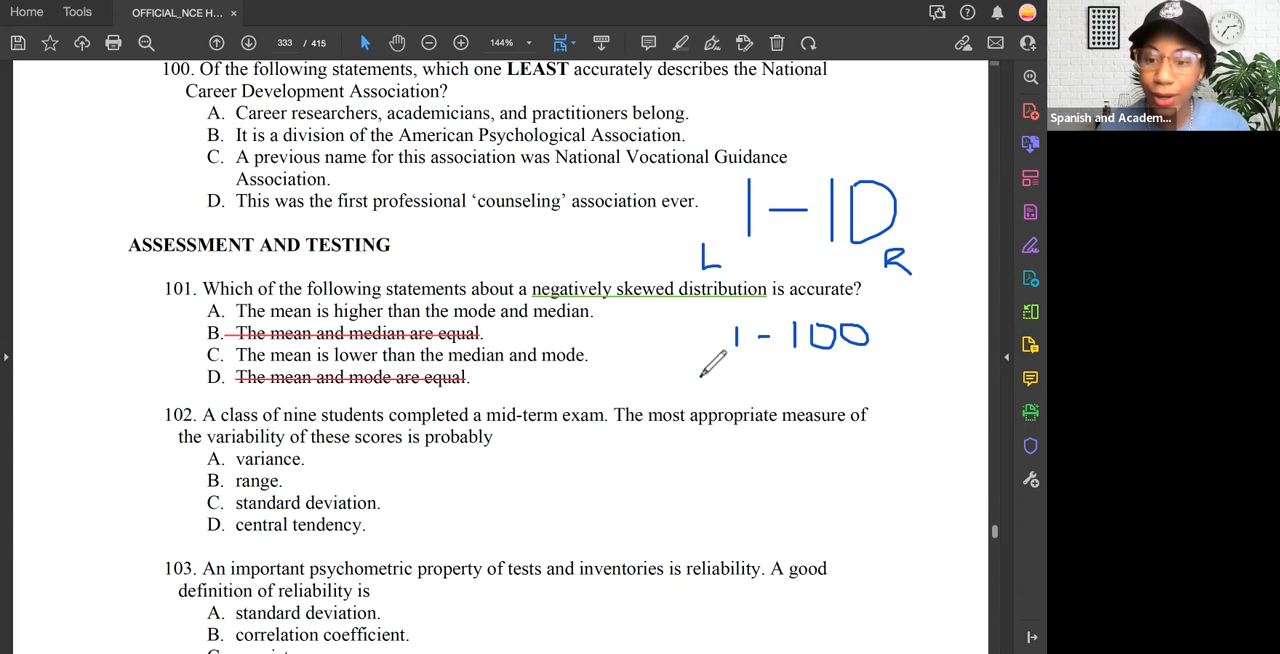 Home Tools OFFICIAL_NCE H... ×
333 / 415 144%
Spanish and Academ...
100. Of the following statements, which one LEAST accurately describes the National
Career Development Association?
A. Career researchers, academicians, and practitioners belong.
B. It is a division of the American Psychological Association.
C. A previous name for this association was National Vocational Guidance
Association.
D. This was the first professional ‘counseling’ association ever.
1 - 1D
L R
ASSESSMENT AND TESTING
101. Which of the following statements about a negatively skewed distribution is accurate?
A. The mean is higher than the mode and median.
B. The mean and median are equal.
C. The mean is lower than the median and mode.
D. The mean and mode are equal.
1 - 100
102. A class of nine students completed a mid-term exam. The most appropriate measure of
the variability of these scores is probably
A. variance.
B. range.
C. standard deviation.
D. central tendency.
103. An important psychometric property of tests and inventories is reliability. A good
definition of reliability is
A. standard deviation.
B. correlation coefficient.